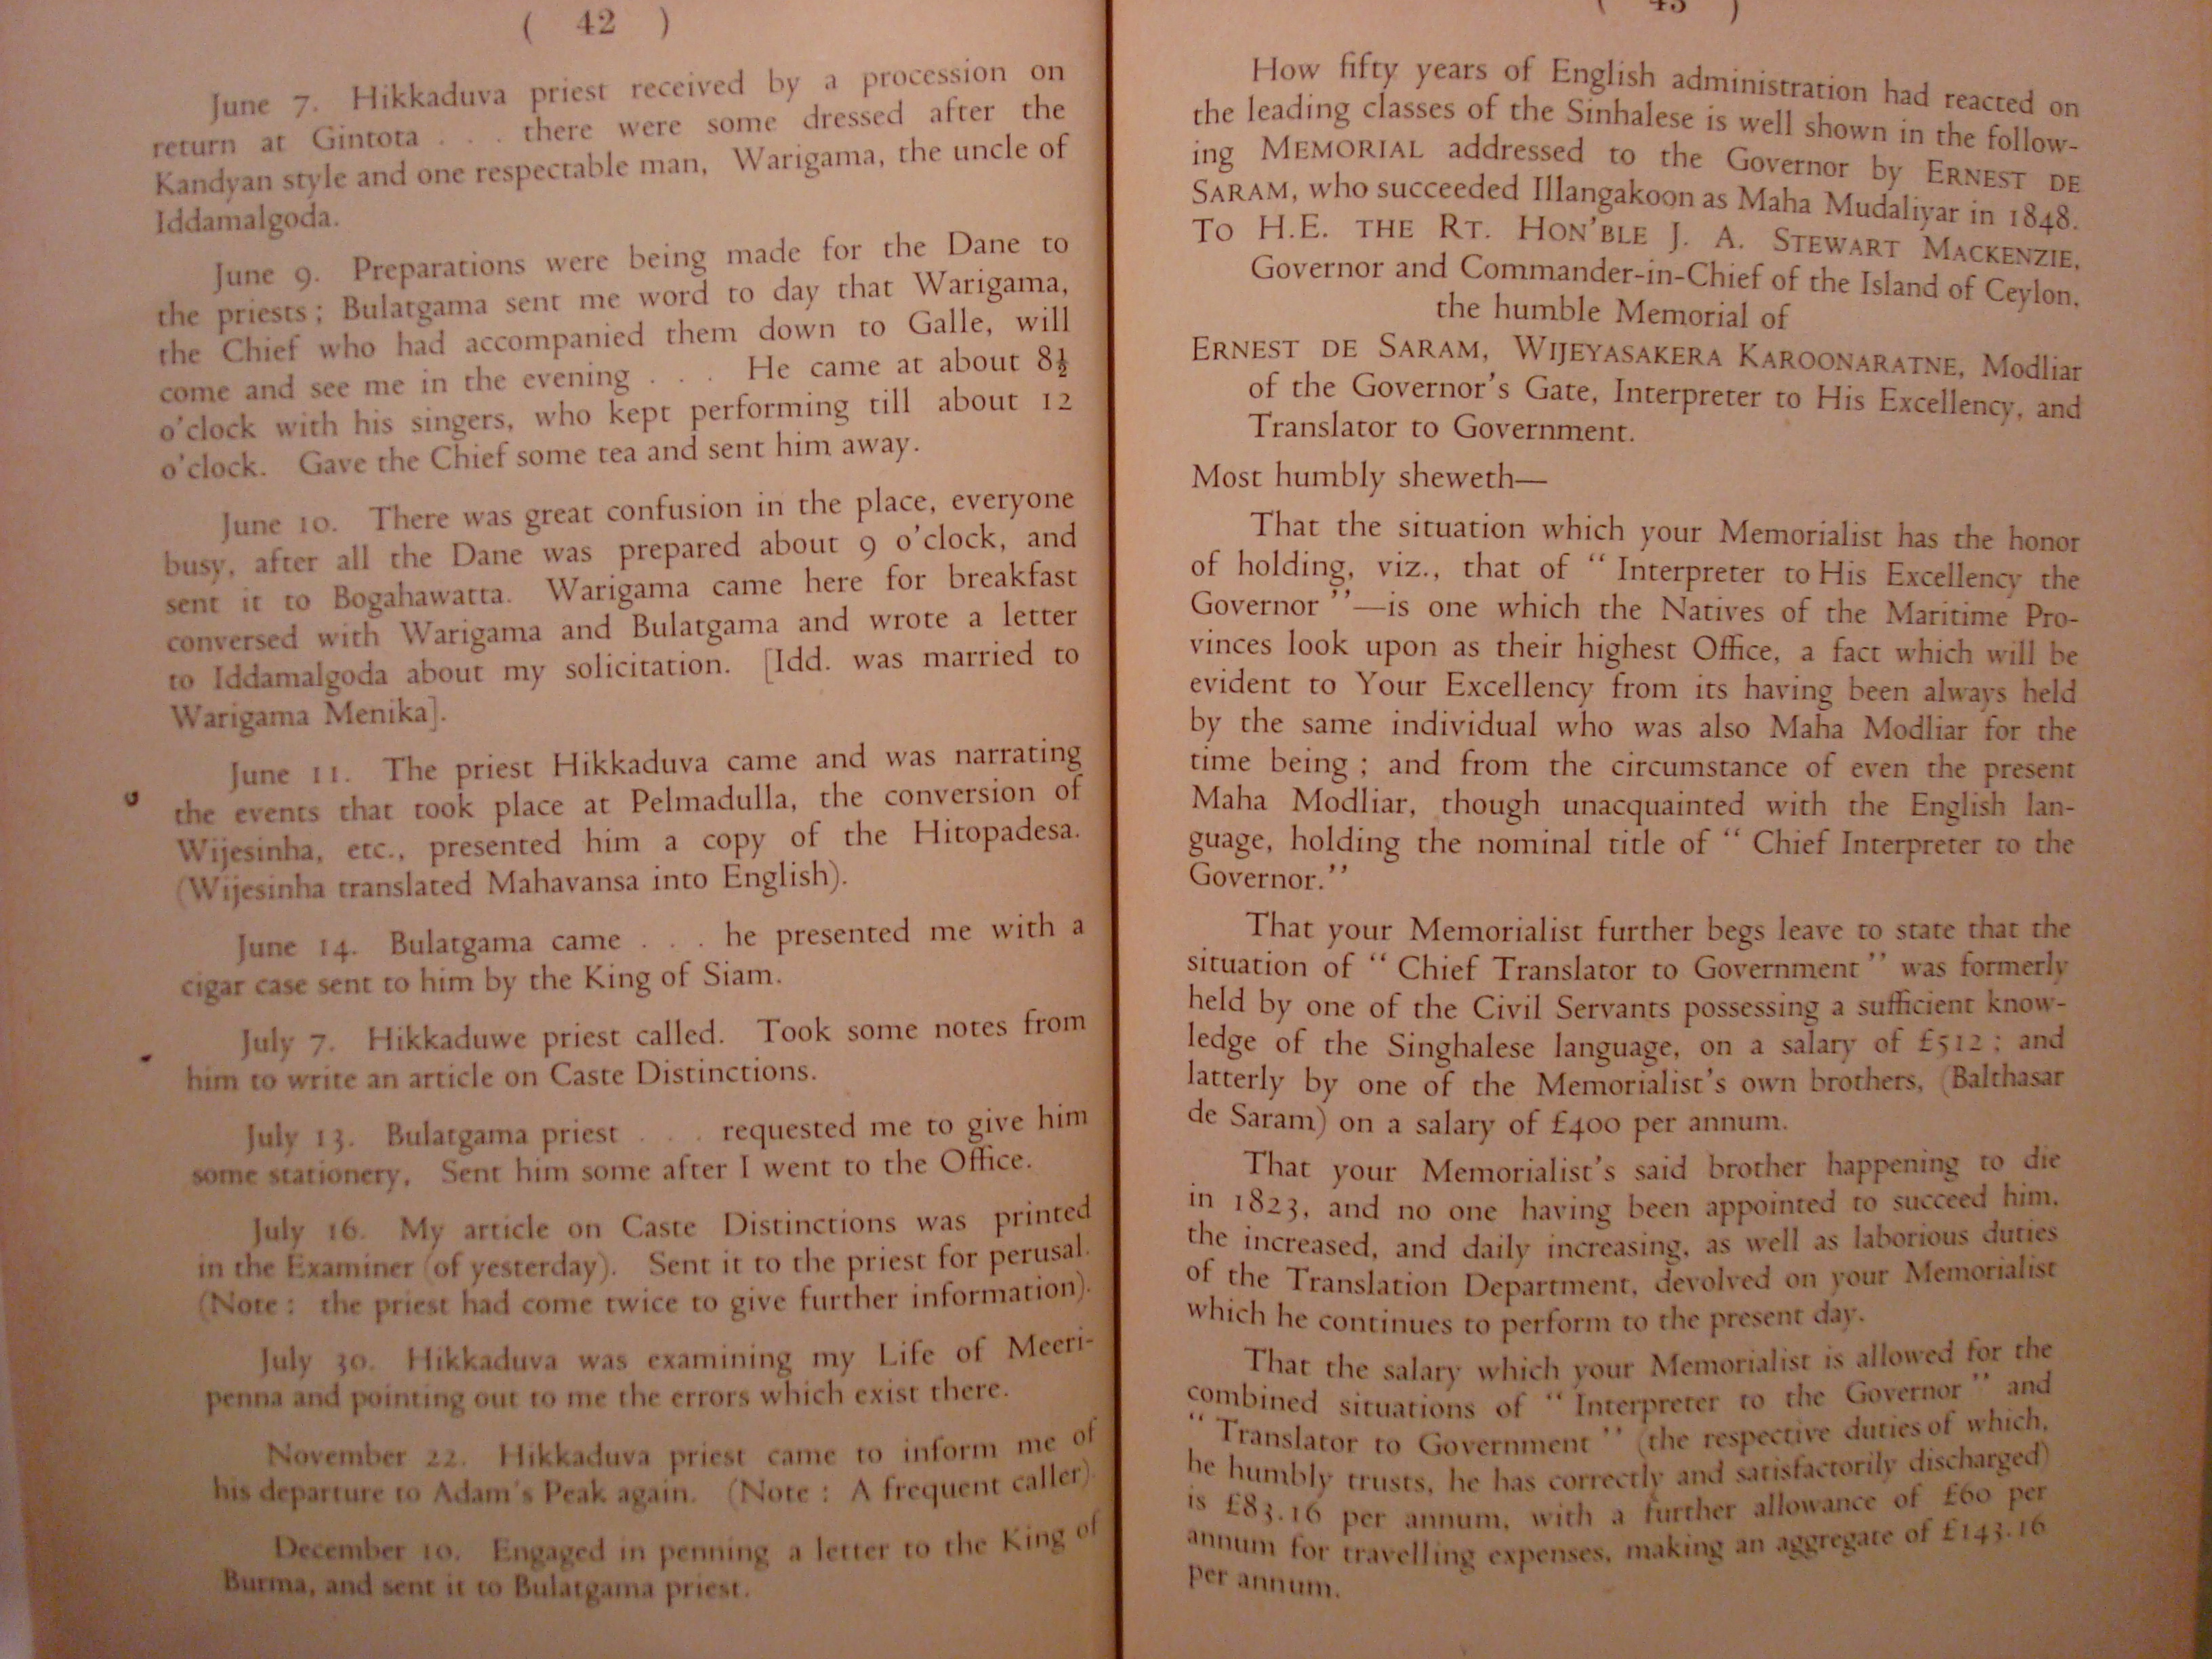 ( 42 )
June 7. Hikkaduva priest received by a procession on
return at Gintota . . . there were some dressed after the
Kandyan style and one respectable man, Warigama, the uncle of
Iddamalgoda.
June 9. Preparations were being made for the Dane to
the priests ; Bulatgama sent me word to day that Warigama,
the Chief who had accompanied them down to Galle, will
come and see me in the evening . . . He came at about 8½
o'clock with his singers, who kept performing till about 12
o'clock. Gave the Chief some tea and sent him away.
June 10. There was great confusion in the place, everyone
busy, after all the Dane was prepared about 9 o'clock, and
sent it to Bogahawatta. Warigama came here for breakfast
conversed with Warigama and Bulatgama and wrote a letter
to Iddamalgoda about my solicitation. [Idd. was married to
Warigama Menika].
June 11. The priest Hikkaduva came and was narrating
the events that took place at Pelmadulla, the conversion of
Wijesinha, etc., presented him a copy of the Hitopadesa.
(Wijesinha translated Mahavansa into English).
June 14. Bulatgama came . . . he presented me with a
cigar case sent to him by the King of Siam.
July 7. Hikkaduwe priest called. Took some notes from
him to write an article on Caste Distinctions.
July 13. Bulatgama priest . . . requested me to give him
some stationery, Sent him some after I went to the Office.
July 16. My article on Caste Distinctions was printed
in the Examiner (of yesterday). Sent it to the priest for perusal.
(Note : the priest had come twice to give further information).
July 30. Hikkaduva was examining my Life of Meeri-
penna and pointing out to me the errors which exist there.
November 22. Hikkaduva priest came to inform me of
his departure to Adam's Peak again. (Note : A frequent caller)
December 10. Engaged in penning a letter to the King of
Burma, and sent it to Bulatgama priest.
( 43 )
How fifty years of English administration had reacted on
the leading classes of the Sinhalese is well shown in the follow-
ing MEMORIAL addressed to the Governor by ERNEST DE
SARAM, who succeeded Illangakoon as Maha Mudaliyar in 1848.
TO H.E. THE RT. HON'BLE J. A. STEWART MACKENZIE,
Governor and Commander-in-Chief of the Island of Ceylon,
the humble Memorial of
ERNEST DE SARAM, WIJEYASAKERA KAROONARATNE, Modliar
of the Governor's Gate, Interpreter to His Excellency, and
Translator to Government.
Most humbly sheweth—
That the situation which your Memorialist has the honor
of holding, viz., that of " Interpreter to His Excellency the
Governor "—is one which the Natives of the Maritime Pro-
vinces look upon as their highest Office, a fact which will be
evident to Your Excellency from its having been always held
by the same individual who was also Maha Modliar for the
time being ; and from the circumstance of even the present
Maha Modliar, though unacquainted with the English lan-
guage, holding the nominal title of " Chief Interpreter to the
Governor."
That your Memorialist further begs leave to state that the
situation of " Chief Translator to Government " was formerly
held by one of the Civil Servants possessing a sufficient know-
ledge of the Singhalese language, on a salary of £512 ; and
latterly by one of the Memorialist's own brothers, (Balthasar
de Saram) on a salary of £400 per annum.
That your Memorialist's said brother happening to die
in 1823, and no one having been appointed to succeed him,
the increased, and daily increasing, as well as laborious duties
of the Translation Department, devolved on your Memorialist
which he continues to perform to the present day.
That the salary which your Memorialist is allowed for the
combined situations of " Interpreter to the Governor " and
" Translator to Government " (the respective duties of which,
he humbly trusts, he has correctly and satisfactorily discharged)
is £83.16 per annum, with a further allowance of £60 per
annum for travelling expenses, making an aggregate of £143.16
per annum.